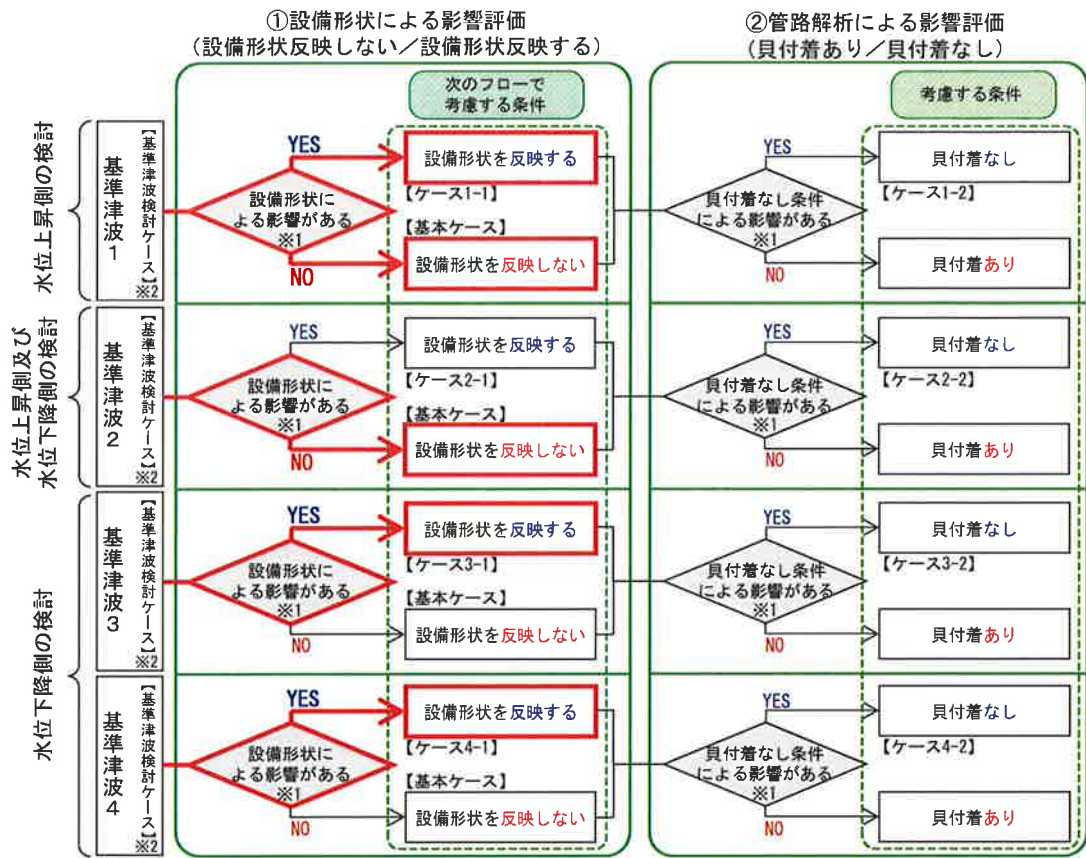 ①設備形状による影響評価
(設備形状反映しない/設備形状反映する)
②管路解析による影響評価
(貝付着あり/貝付着なし)
次のフローで
考慮する条件
考慮する条件
水位上昇側の検討
基準津波1
【基準津波検討ケース】※2
設備形状に
よる影響がある
※1
YES
設備形状を反映する
【ケース1-1】
【基本ケース】
NO
設備形状を反映しない
貝付着なし条件
による影響がある
※1
YES
貝付着なし
【ケース1-2】
NO
貝付着あり
水位上昇側及び
水位下降側の検討
基準津波2
【基準津波検討ケース】※2
設備形状に
よる影響がある
※1
YES
設備形状を反映する
【ケース2-1】
【基本ケース】
NO
設備形状を反映しない
貝付着なし条件
による影響がある
※1
YES
貝付着なし
【ケース2-2】
NO
貝付着あり
水位下降側の検討
基準津波3
【基準津波検討ケース】※2
設備形状に
よる影響がある
※1
YES
設備形状を反映する
【ケース3-1】
【基本ケース】
NO
設備形状を反映しない
貝付着なし条件
による影響がある
※1
YES
貝付着なし
【ケース3-2】
NO
貝付着あり
基準津波4
【基準津波検討ケース】※2
設備形状に
よる影響がある
※1
YES
設備形状を反映する
【ケース4-1】
【基本ケース】
NO
設備形状を反映しない
貝付着なし条件
による影響がある
※1
YES
貝付着なし
【ケース4-2】
NO
貝付着あり